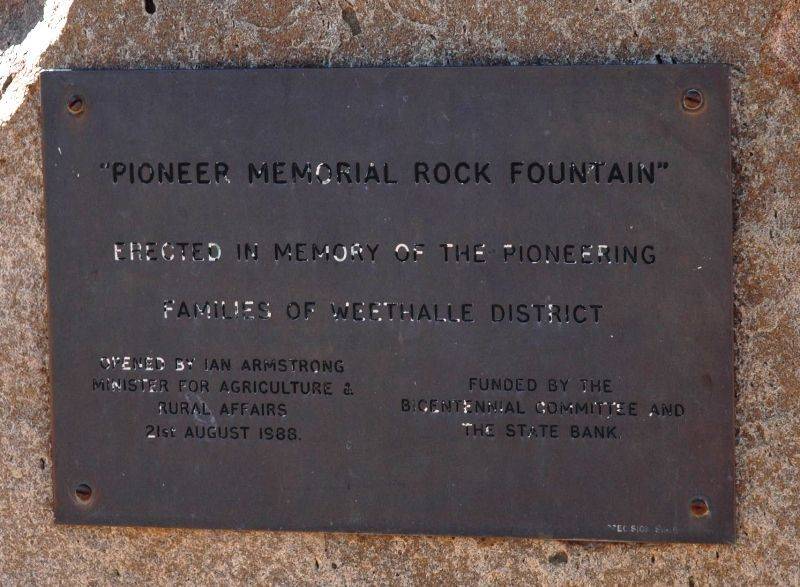 "PIONEER MEMORIAL ROCK FOUNTAIN"
ERECTED IN MEMORY OF THE PIONEERING
FAMILIES OF WEETHALLE DISTRICT
OPENED BY IAN ARMSTRONG
MINISTER FOR AGRICULTURE &
RURAL AFFAIRS
21st AUGUST 1988.
FUNDED BY THE
BICENTENNIAL COMMITTEE AND
THE STATE BANK.